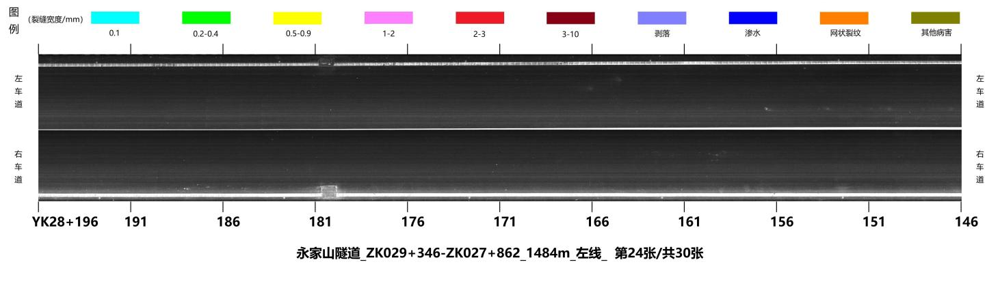 图例
(裂缝宽度/mm)
0.1
0.2-0.4
0.5-0.9
1-2
2-3
3-10
剥落
渗水
网状裂纹
其他病害
左车道
左车道
右车道
右车道
YK28+196 191 186 181 176 171 166 161 156 151 146
永家山隧道_ZK029+346-ZK027+862_1484m_左线_ 第24张/共30张